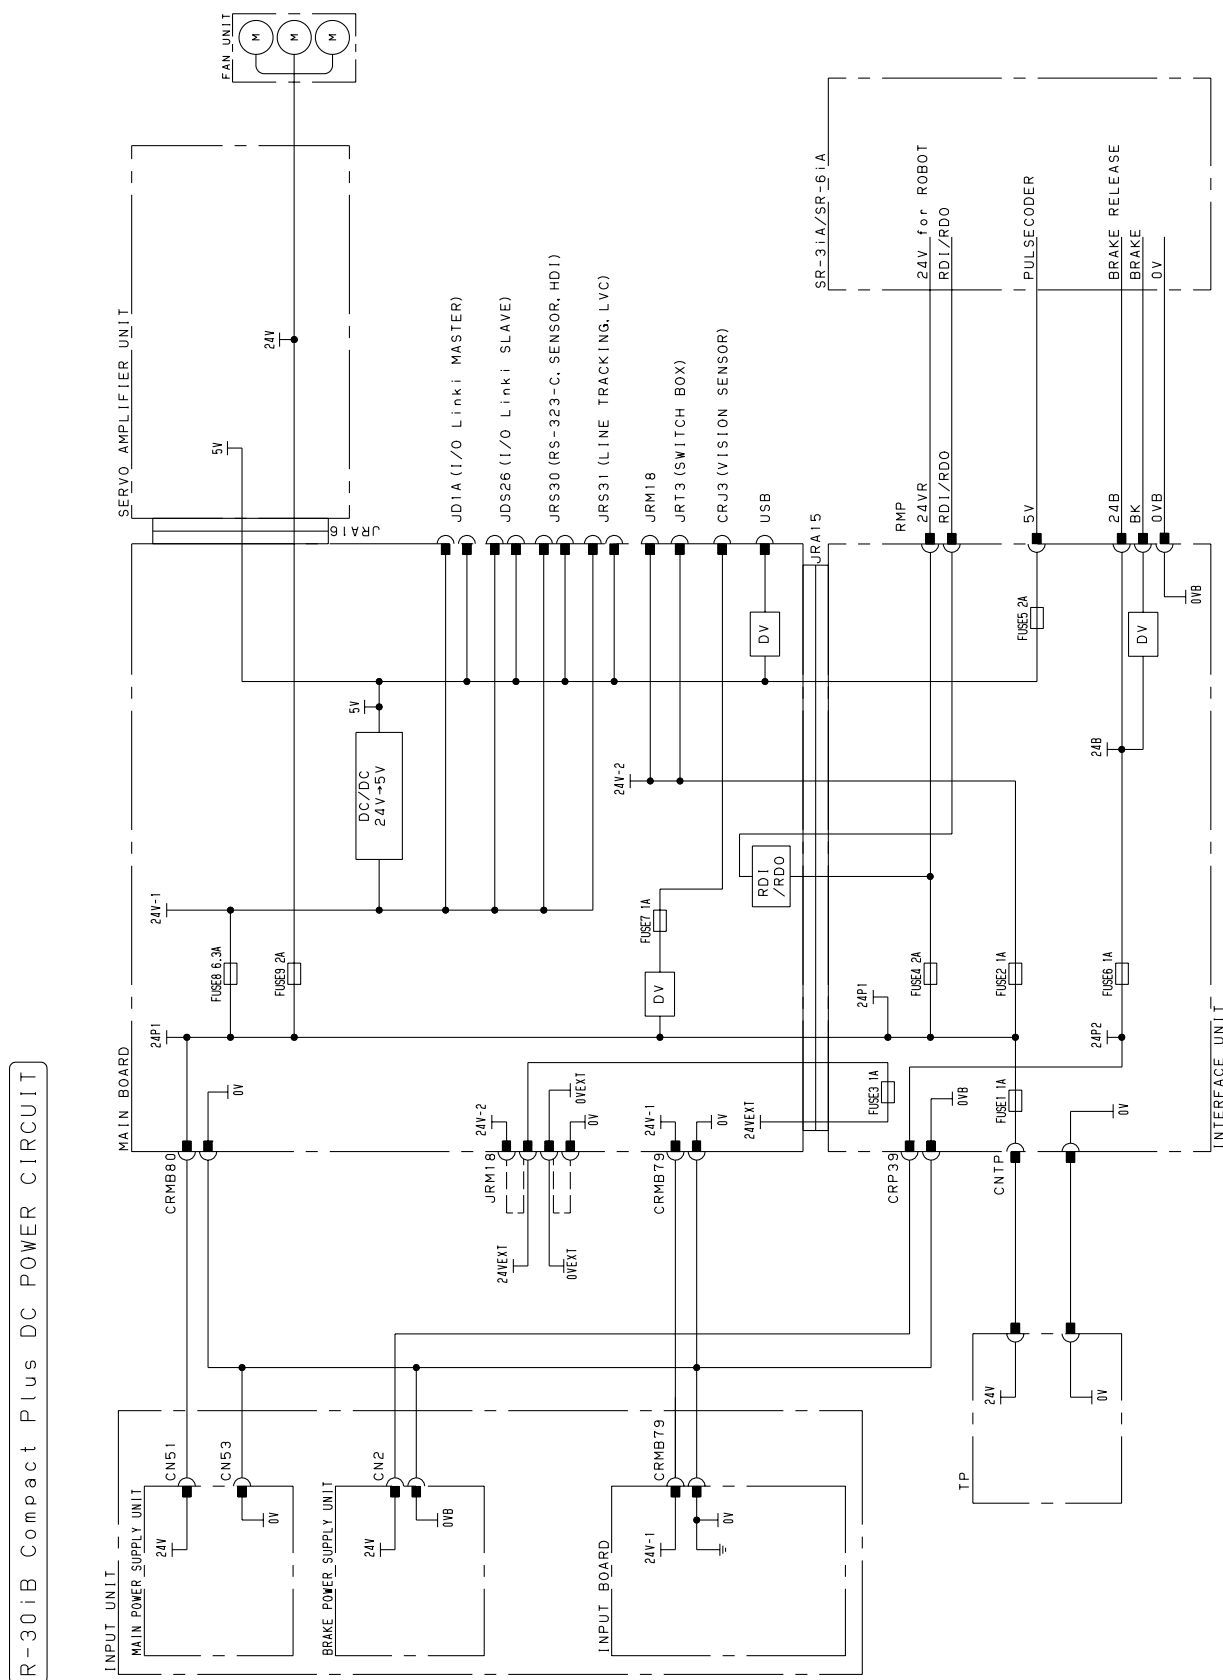 R-30iB Compact Plus DC POWER CIRCUIT
INPUT UNIT
MAIN POWER SUPPLY UNIT
24V
CN51
0V
CN53
BRAKE POWER SUPPLY UNIT
24V
CN2
0VB
INPUT BOARD
24V-1
CRMB79
0V
TP
24V
0V
MAIN BOARD
CRMB80
0V
24P1
FUSE8 6.3A
FUSE9 2A
24V-1
DC/DC
24V→5V
5V
JRM18
24V-2
24VEXT
0VEXT
0VEXT
0V
CRMB79
24V-1
0V
24VEXT
DV
FUSE7 1A
24V-2
RDI
/RDO
DV
JRA16
JD1A(I/O Linki MASTER)
JDS26(I/O Linki SLAVE)
JRS30(RS-323-C, SENSOR, HDI)
JRS31(LINE TRACKING, LVC)
JRM18
JRT3(SWITCH BOX)
CRJ3(VISION SENSOR)
USB
JRA15
SERVO AMPLIFIER UNIT
5V
24V
FAN UNIT
M
M
M
INTERFACE UNIT
CRP39
0VB
CNTP
0V
FUSE3 1A
FUSE1 1A
24P1
24P2
FUSE4 2A
FUSE2 1A
FUSE6 1A
24B
FUSE5 2A
DV
0VB
RMP
24VR
RDI/RDO
5V
24B
BK
0VB
SR-3iA/SR-6iA
24V for ROBOT
RDI/RDO
PULSECODER
BRAKE RELEASE
BRAKE
0V